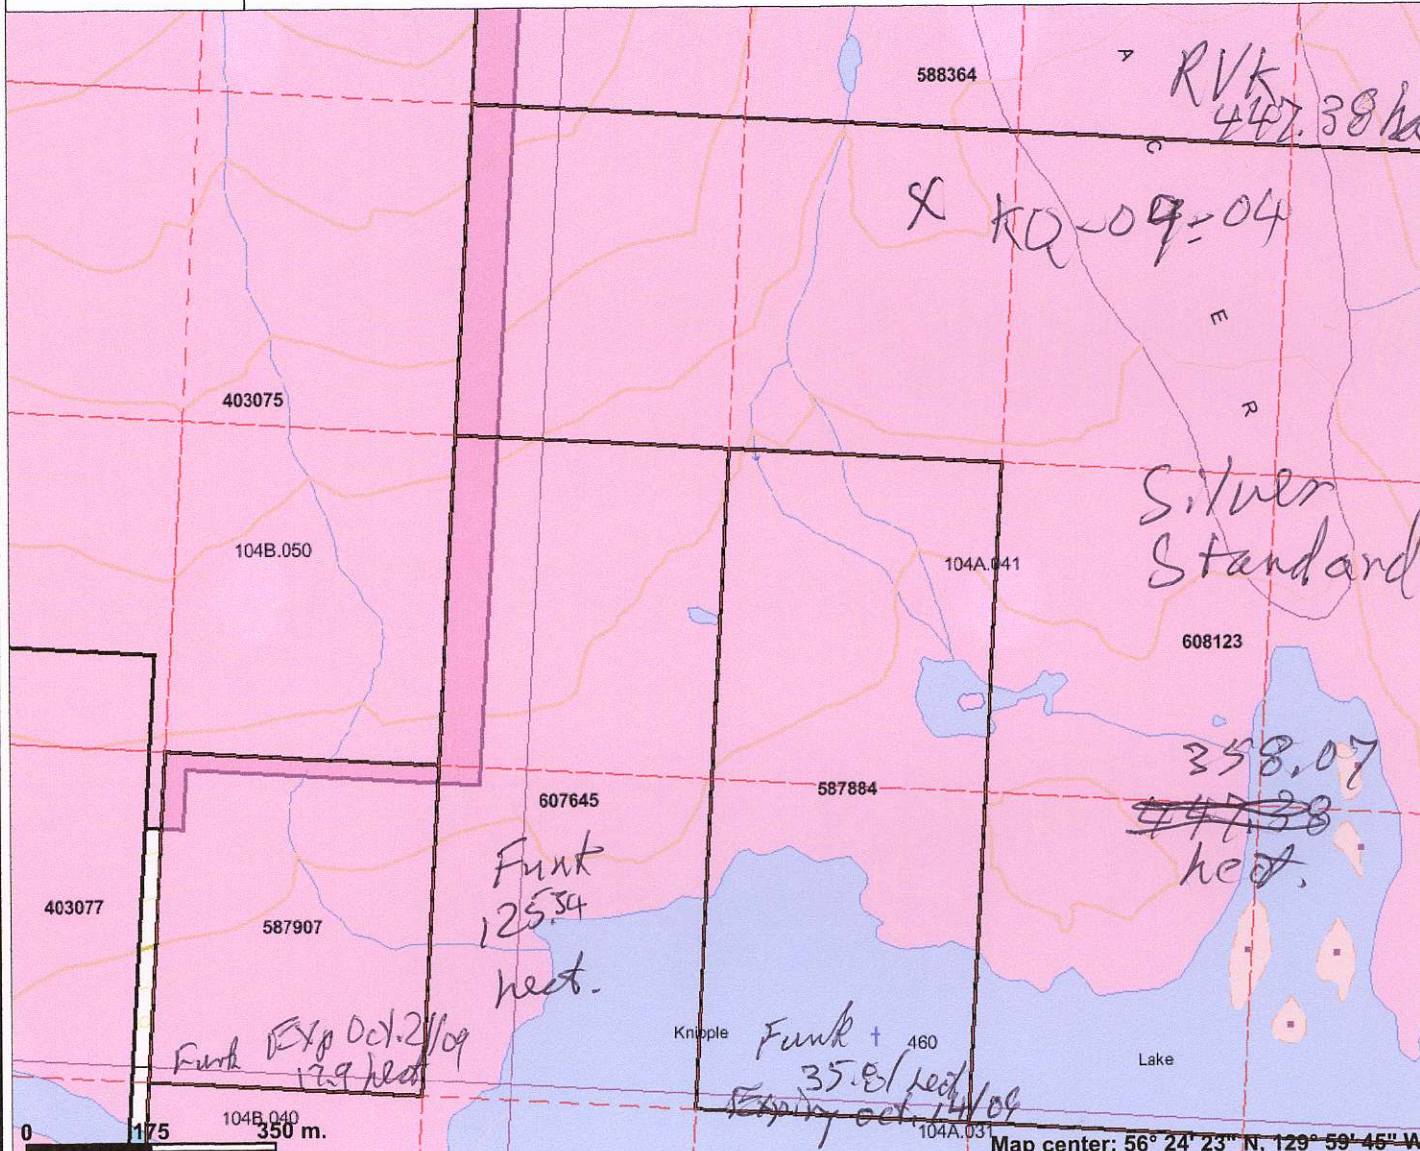 588364
A
RVK
447.38 ha
C
X KQ-09-04
E
403075
R
Silver
Standard
104B.050
104A.041
608123
358.07
447.38
hect.
607645
587884
Funk
125.34
hect.
403077
587907
Funk Exp Oct. 21/09
17.9 hect
Knipple
Lake
Funk
460
35.81 hect
Expiry oct. 14/09
104B.040
104A.031
0 175 350 m.
Map center: 56° 24' 23" N, 129° 59' 45" W